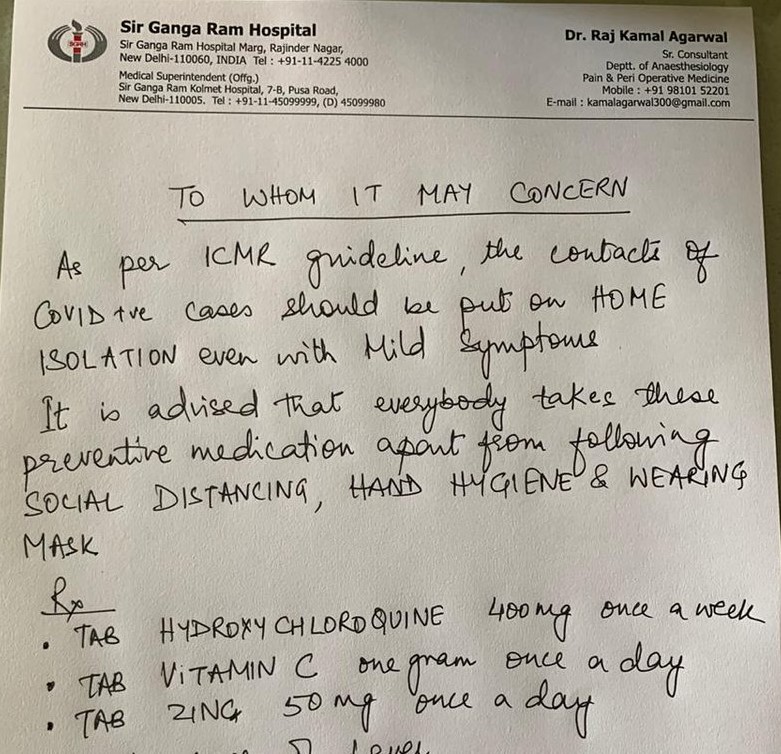 SGRH
Sir Ganga Ram Hospital
Sir Ganga Ram Hospital Marg, Rajinder Nagar,
New Delhi-110060, INDIA Tel : +91-11-4225 4000
Medical Superintendent (Offg.)
Sir Ganga Ram Kolmet Hospital, 7-B, Pusa Road,
New Delhi-110005. Tel : +91-11-45099999, (D) 45099980
Dr. Raj Kamal Agarwal
Sr. Consultant
Deptt. of Anaesthesiology
Pain & Peri Operative Medicine
Mobile : +91 98101 52201
E-mail : kamalagarwal300@gmail.com
TO WHOM IT MAY CONCERN
As per ICMR guideline, the contacts of
COVID +ve cases should be put on HOME
ISOLATION even with Mild Symptoms
It is advised that everybody takes these
preventive medication apart from following
SOCIAL DISTANCING, HAND HYGIENE & WEARING
MASK
Rx
• TAB HYDROXYCHLOROQUINE 400mg once a week
• TAB VITAMIN C one gram once a day
• TAB ZINC 50 mg once a day